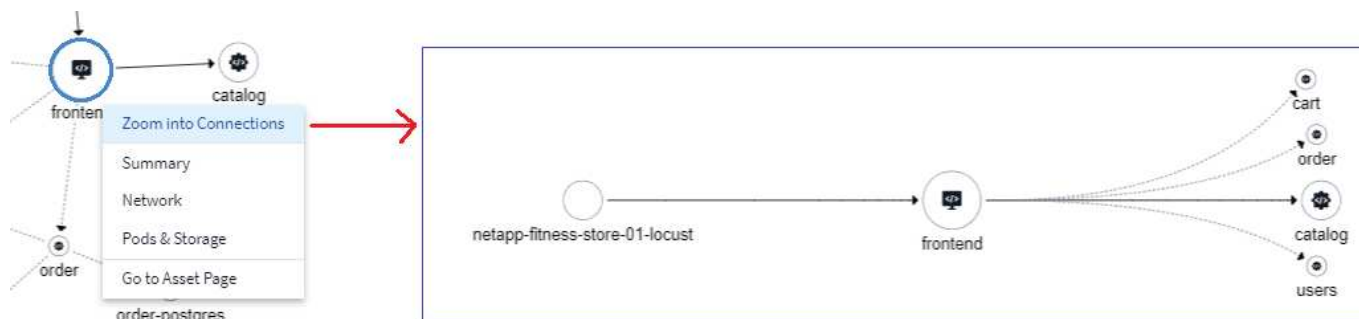 catalog
fronten
Zoom into Connections
Summary
Network
Pods & Storage
Go to Asset Page
order
order-postgres
cart
order
netapp-fitness-store-01-locust
frontend
catalog
users